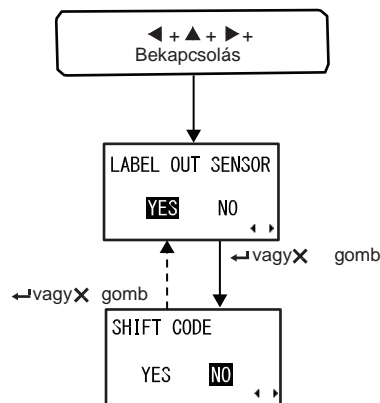 ◀ + ▲ + ▶ +
Bekapcsolás
LABEL OUT SENSOR
YES NO
↵ vagy ✕ gomb
↵ vagy ✕ gomb
SHIFT CODE
YES NO